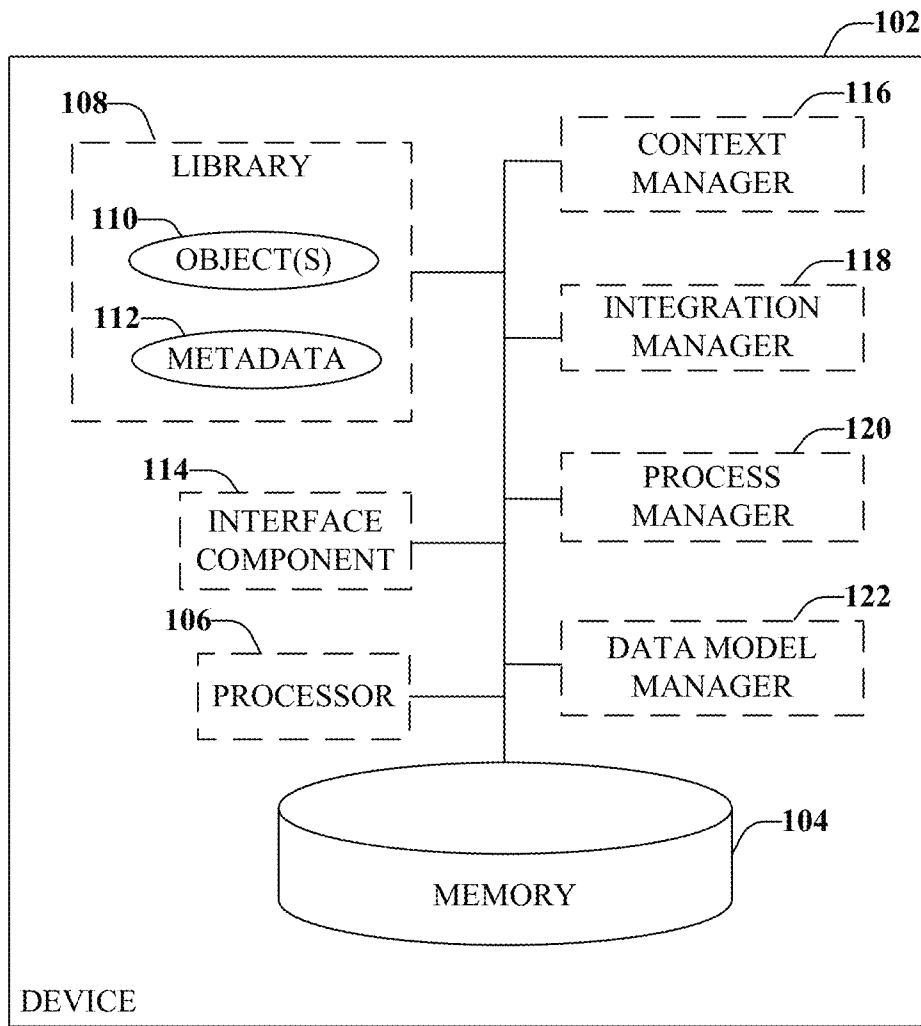 102
108
LIBRARY
110
OBJECT(S)
112
METADATA
114
INTERFACE
COMPONENT
106
PROCESSOR
116
CONTEXT
MANAGER
118
INTEGRATION
MANAGER
120
PROCESS
MANAGER
122
DATA MODEL
MANAGER
104
MEMORY
DEVICE